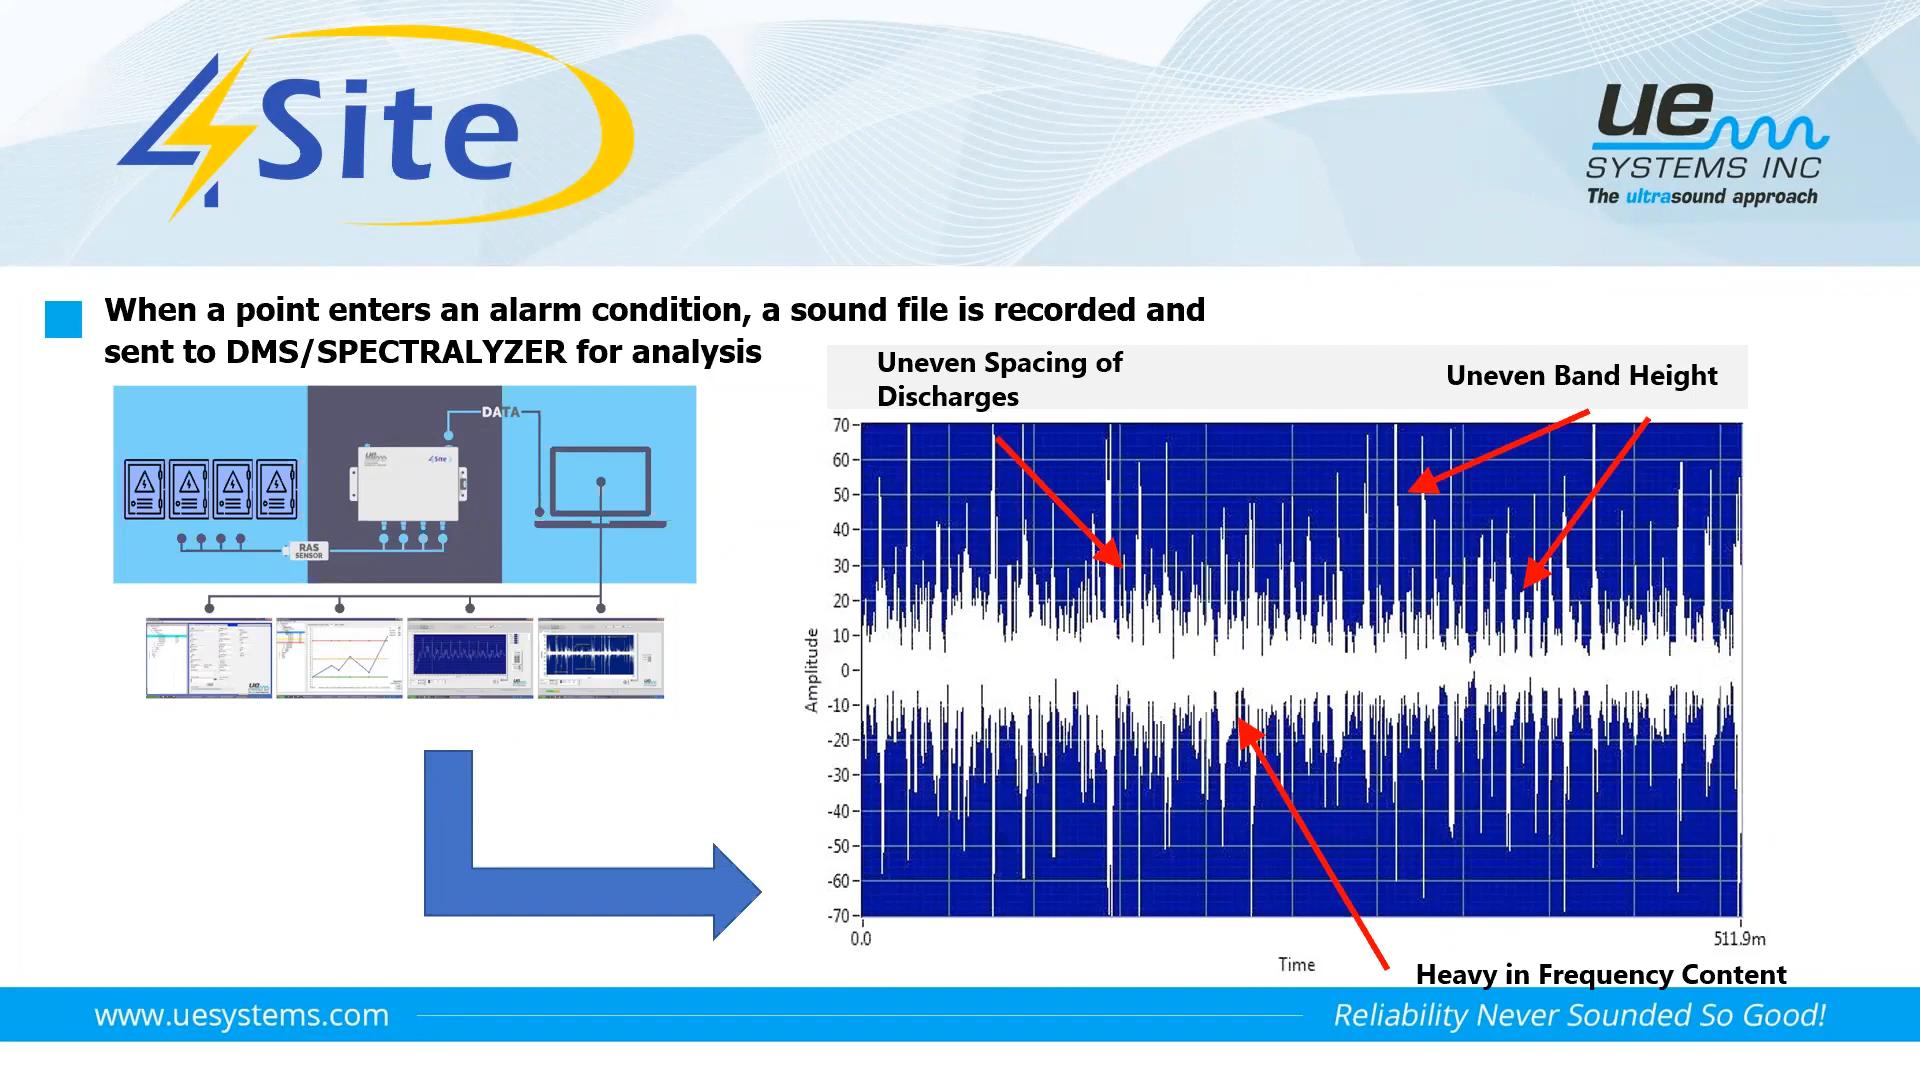 4Site
ue
SYSTEMS INC
The ultrasound approach
When a point enters an alarm condition, a sound file is recorded and
sent to DMS/SPECTRALYZER for analysis
Uneven Spacing of
Discharges
Uneven Band Height
DATA
ue
4Site
RAS
SENSOR
ue
70
60
50
40
30
20
10
0
-10
-20
-30
-40
-50
-60
-70
Amplitude
0.0
511.9m
Time
Heavy in Frequency Content
www.uesystems.com
Reliability Never Sounded So Good!